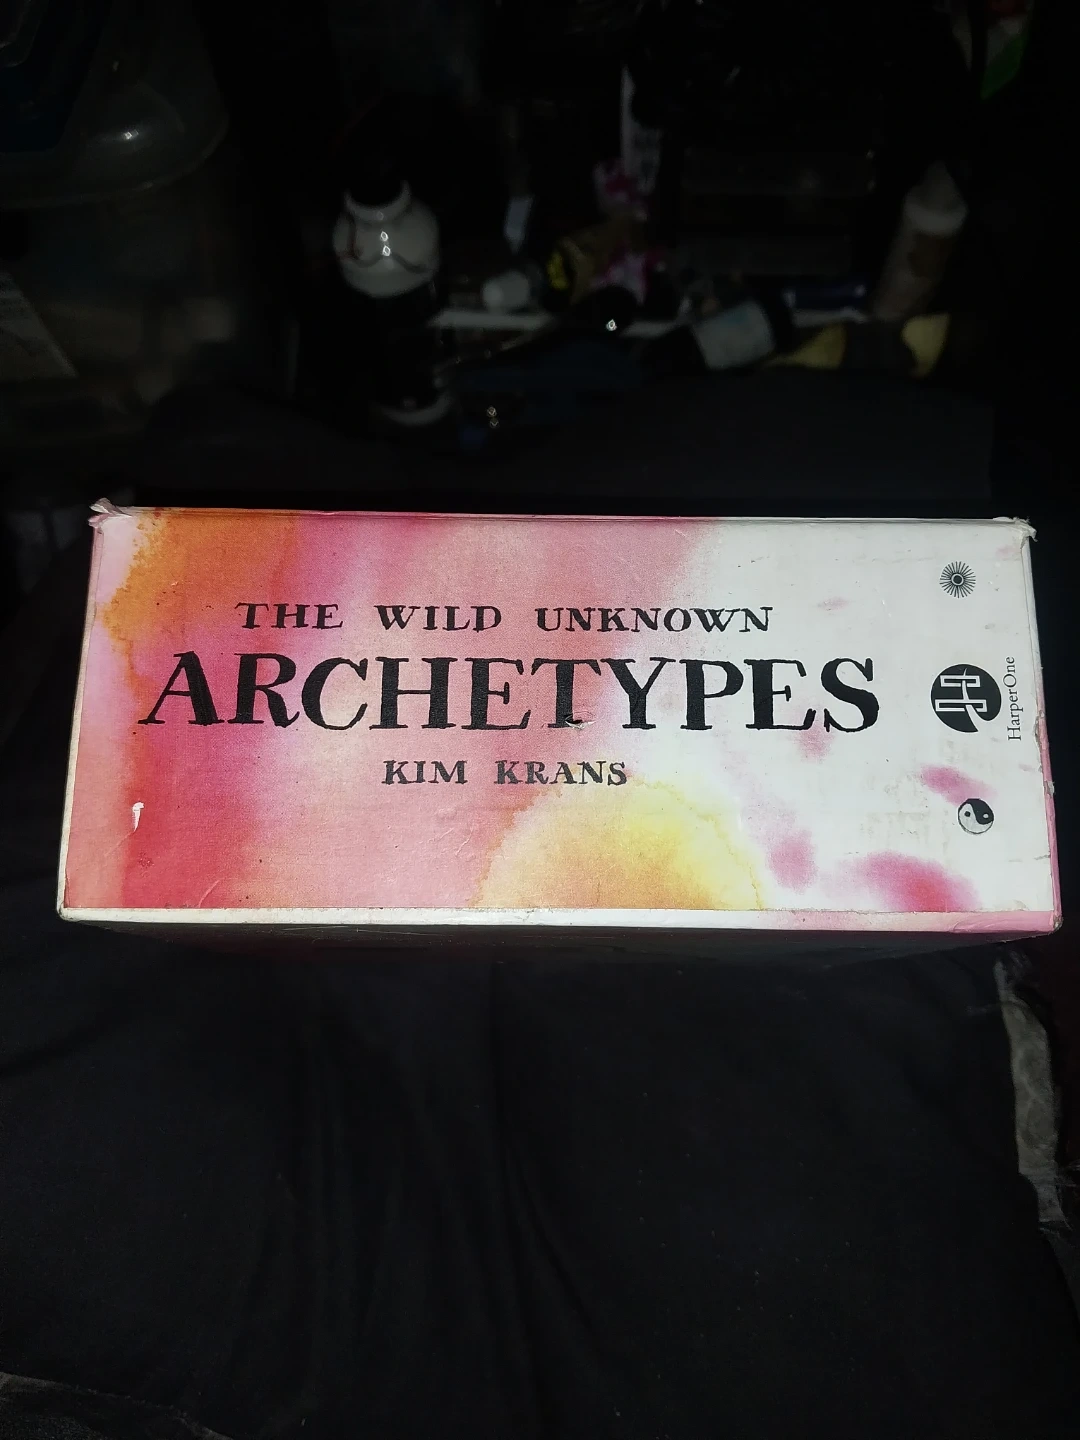 THE WILD UNKNOWN
ARCHETYPES
KIM KRANS
HarperOne